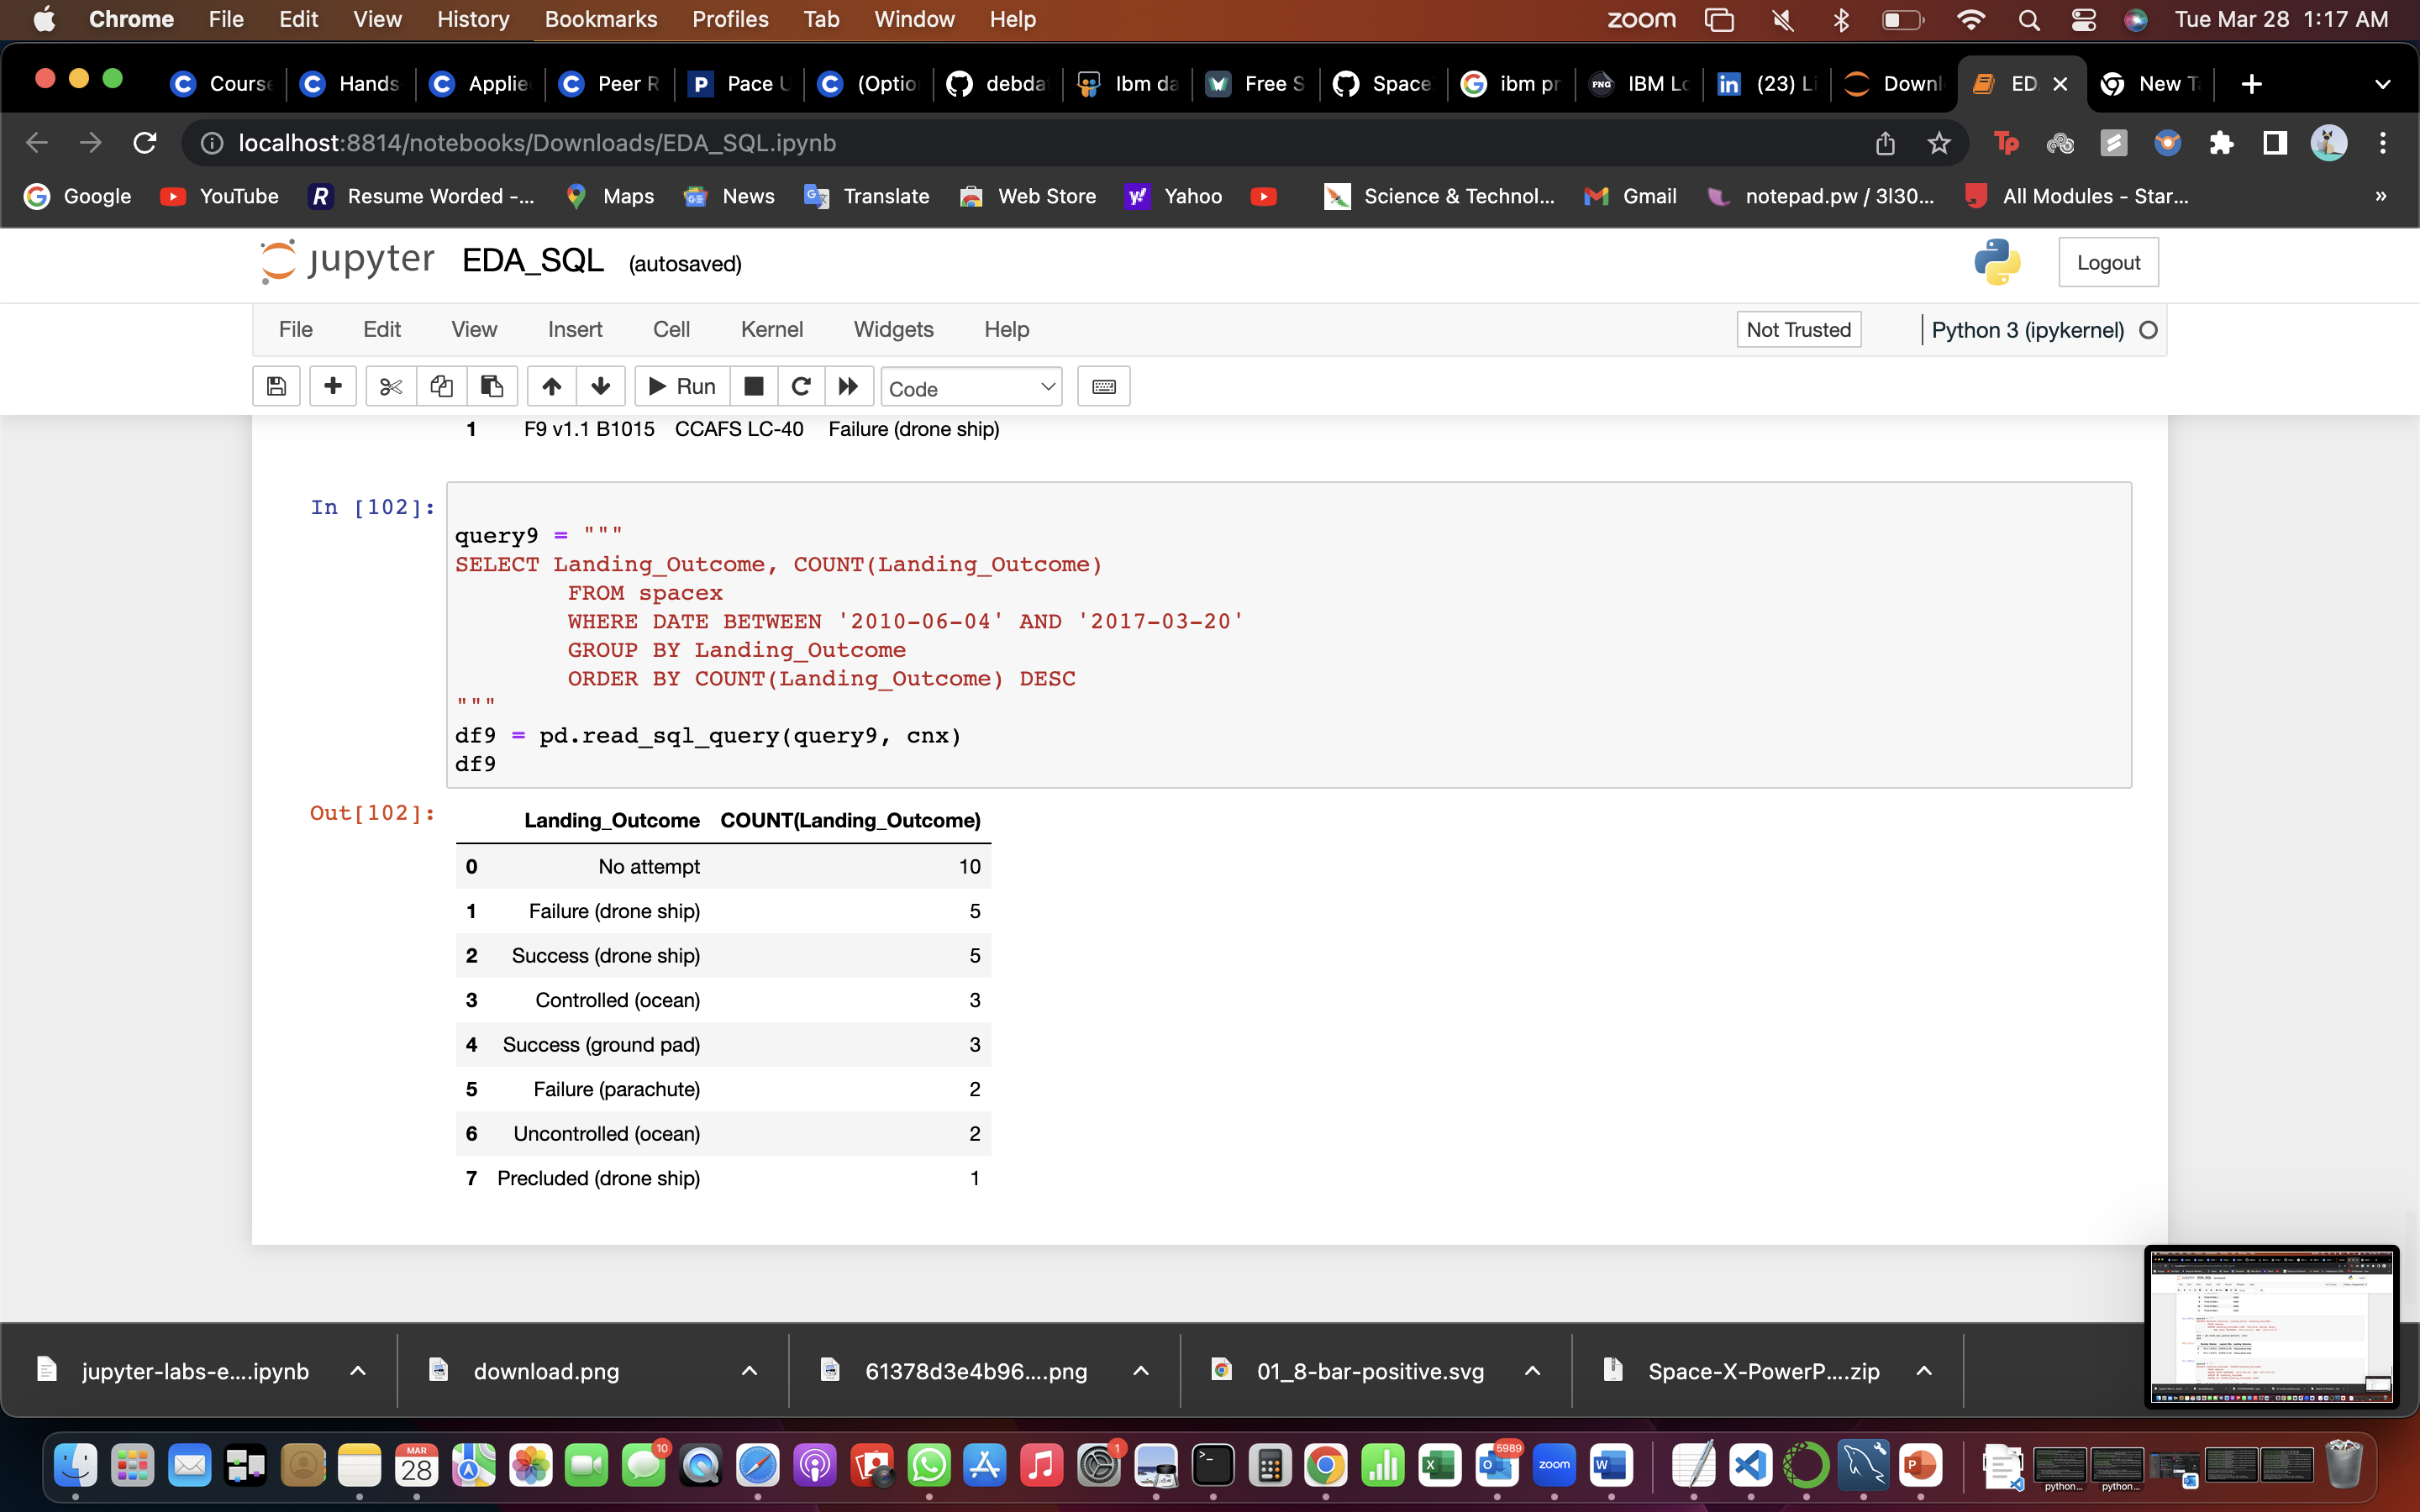 Chrome File Edit View History Bookmarks Profiles Tab Window Help zoom Tue Mar 28 1:17 AM
Course Hands Applie Peer R Pace U (Optio debda Ibm da Free S Space ibm pr IBM Lo (23) Li Downl ED New T
localhost:8814/notebooks/Downloads/EDA_SQL.ipynb
Google YouTube Resume Worded -... Maps News Translate Web Store Yahoo Science & Technol... Gmail notepad.pw / 3l30... All Modules - Star... »
jupyter EDA_SQL (autosaved) Logout
File Edit View Insert Cell Kernel Widgets Help Not Trusted Python 3 (ipykernel)
Run Code
1 F9 v1.1 B1015 CCAFS LC-40 Failure (drone ship)
In [102]:
query9 = """
SELECT Landing_Outcome, COUNT(Landing_Outcome)
FROM spacex
WHERE DATE BETWEEN '2010-06-04' AND '2017-03-20'
GROUP BY Landing_Outcome
ORDER BY COUNT(Landing_Outcome) DESC
"""
df9 = pd.read_sql_query(query9, cnx)
df9
Out[102]:
Landing_Outcome COUNT(Landing_Outcome)
0 No attempt 10
1 Failure (drone ship) 5
2 Success (drone ship) 5
3 Controlled (ocean) 3
4 Success (ground pad) 3
5 Failure (parachute) 2
6 Uncontrolled (ocean) 2
7 Precluded (drone ship) 1
jupyter-labs-e....ipynb download.png 61378d3e4b96....png 01_8-bar-positive.svg Space-X-PowerP....zip
MAR 28 10 1 5989 zoom
python... python...